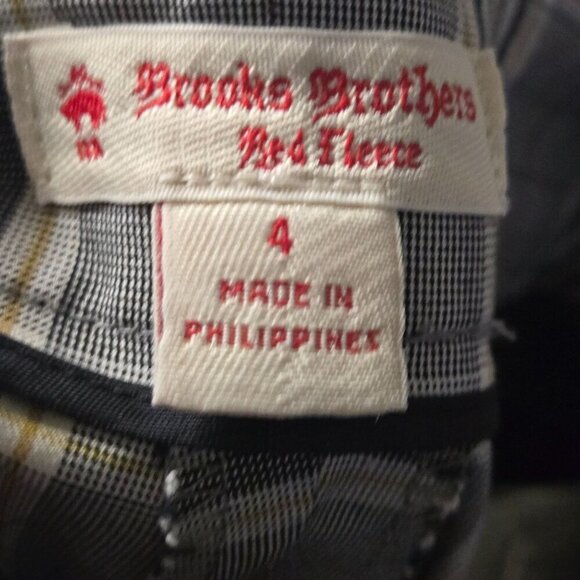 Brooks Brothers
Red Fleece
4
MADE IN
PHILIPPINES